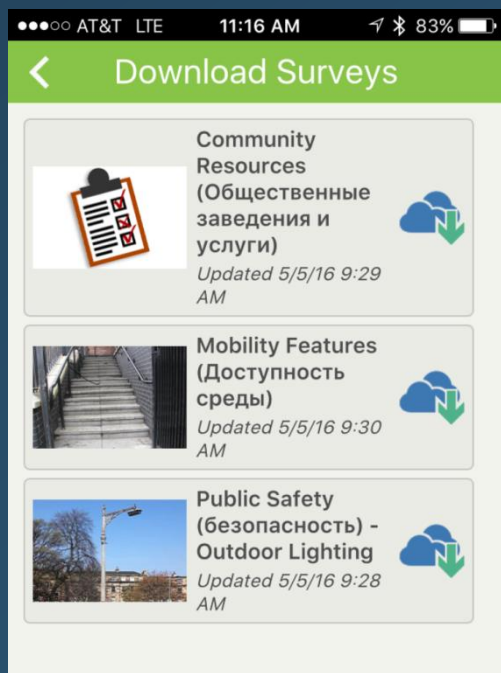 AT&T LTE 11:16 AM 83%
Download Surveys
Community
Resources
(Общественные
заведения и
услуги)
Updated 5/5/16 9:29
AM
Mobility Features
(Доступность
среды)
Updated 5/5/16 9:30
AM
Public Safety
(безопасность) -
Outdoor Lighting
Updated 5/5/16 9:28
AM